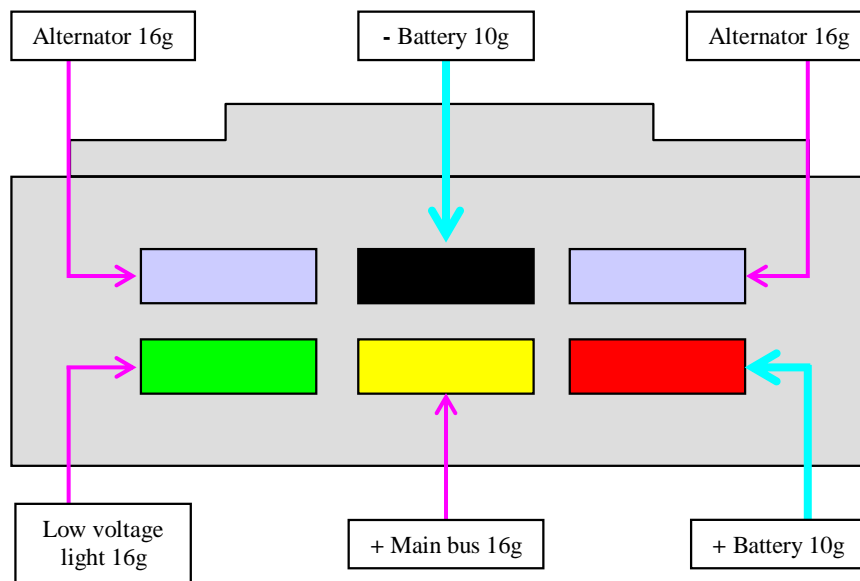 Alternator 16g
- Battery 10g
Alternator 16g
Low voltage
light 16g
+ Main bus 16g
+ Battery 10g